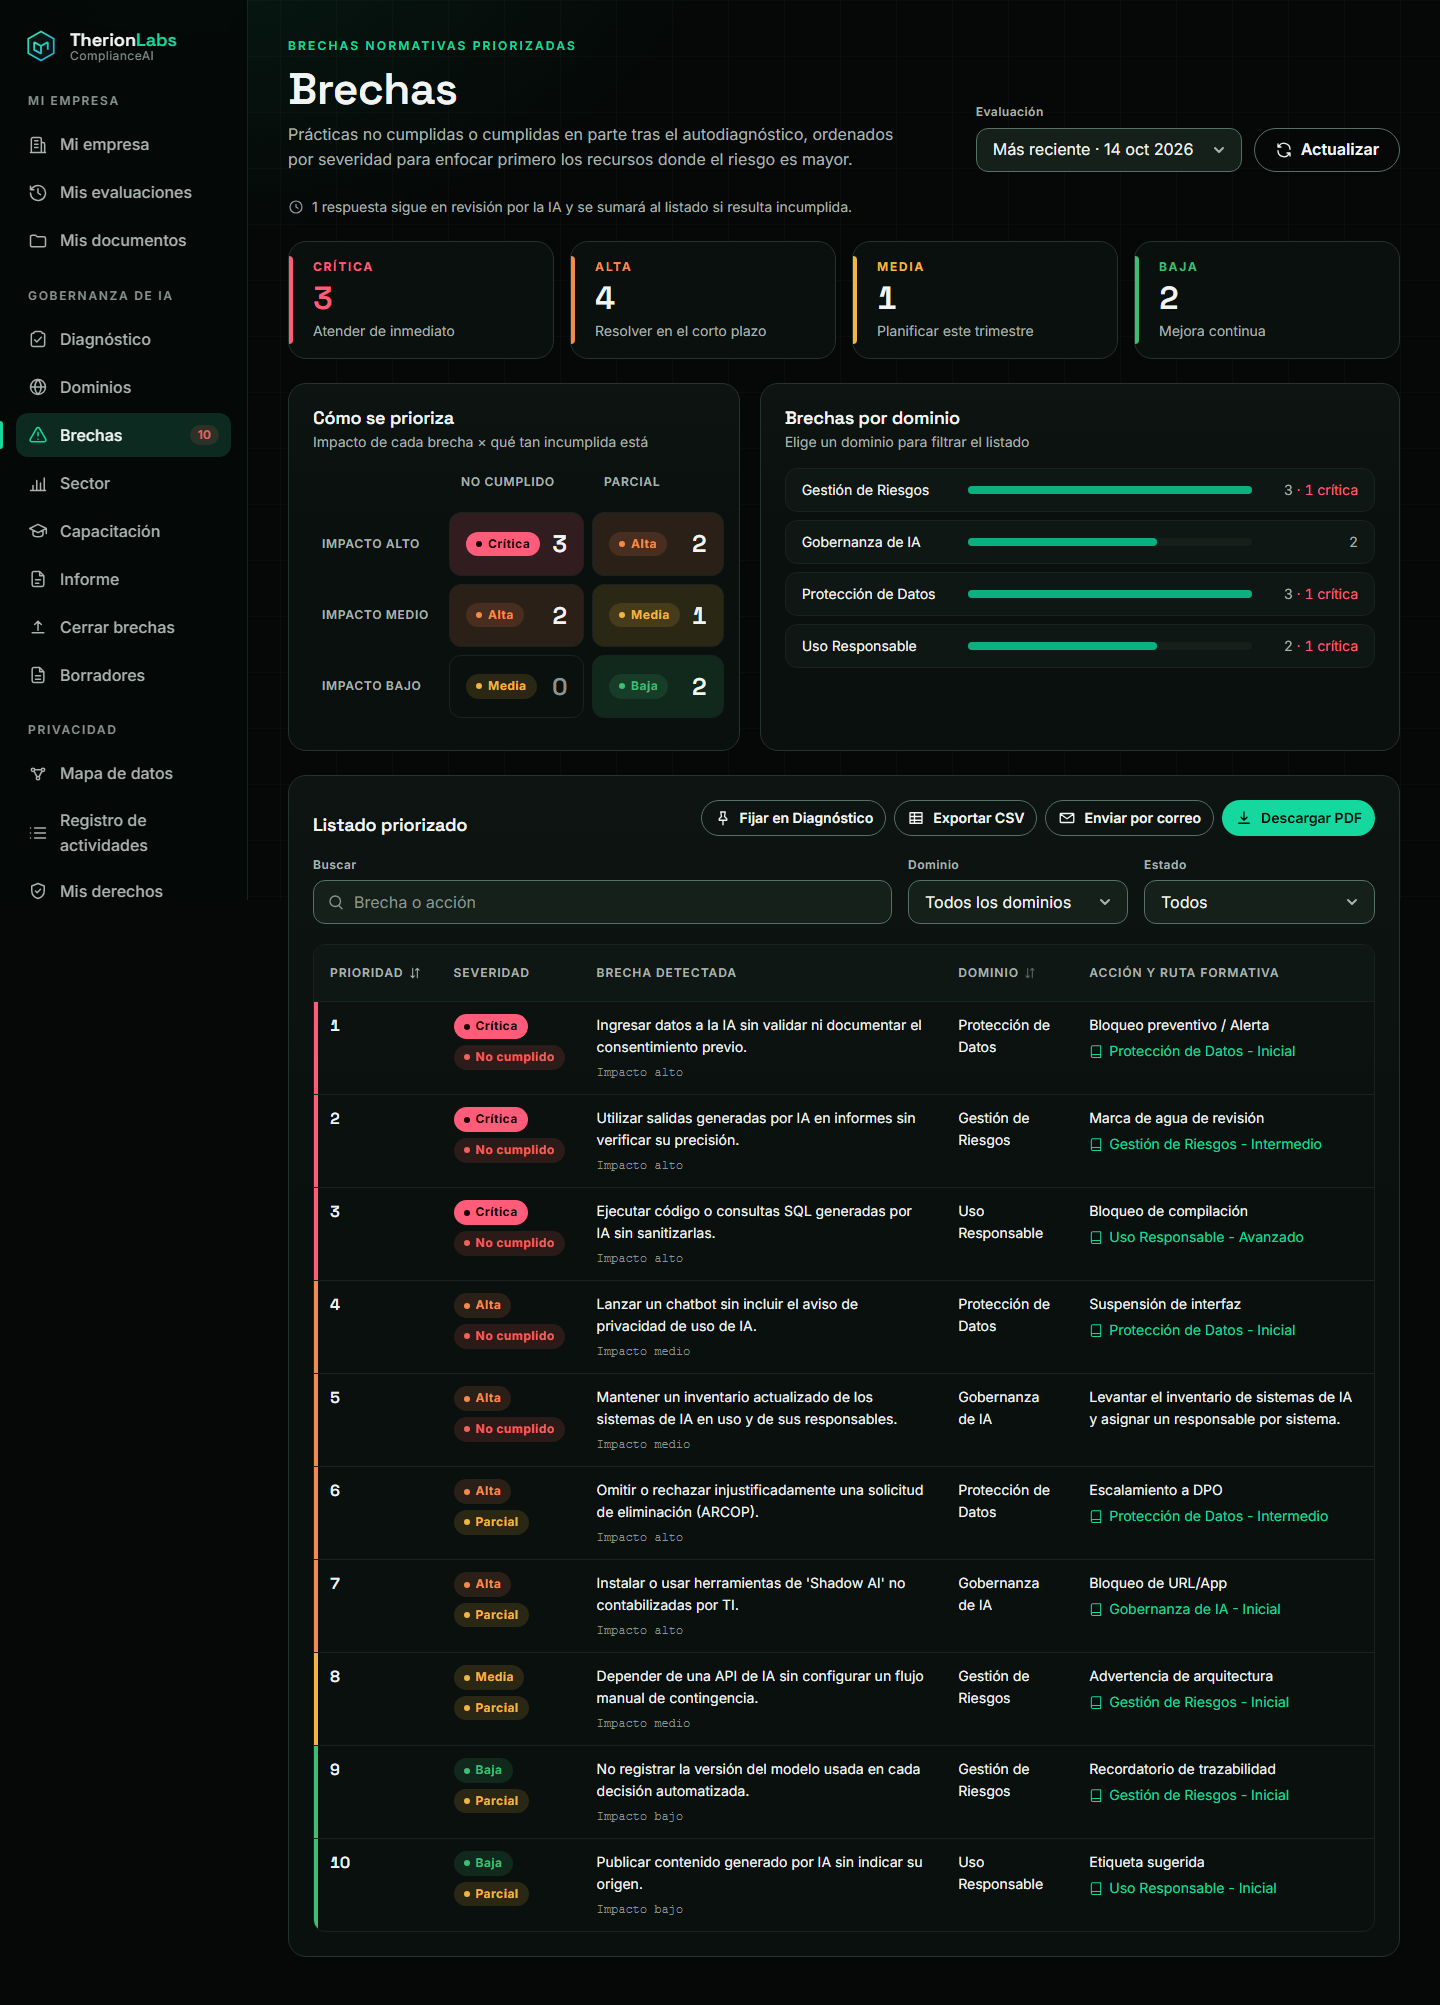 TherionLabs
ComplianceAI
MI EMPRESA
Mi empresa
Mis evaluaciones
Mis documentos
GOBERNANZA DE IA
Diagnóstico
Dominios
Brechas 10
Sector
Capacitación
Informe
Cerrar brechas
Borradores
PRIVACIDAD
Mapa de datos
Registro de
actividades
Mis derechos
BRECHAS NORMATIVAS PRIORIZADAS
Brechas
Prácticas no cumplidas o cumplidas en parte tras el autodiagnóstico, ordenados
por severidad para enfocar primero los recursos donde el riesgo es mayor.
Evaluación
Más reciente · 14 oct 2026
Actualizar
1 respuesta sigue en revisión por la IA y se sumará al listado si resulta incumplida.
CRÍTICA
3
Atender de inmediato
ALTA
4
Resolver en el corto plazo
MEDIA
1
Planificar este trimestre
BAJA
2
Mejora continua
Cómo se prioriza
Impacto de cada brecha × qué tan incumplida está
NO CUMPLIDO PARCIAL
IMPACTO ALTO Crítica 3 Alta 2
IMPACTO MEDIO Alta 2 Media 1
IMPACTO BAJO Media 0 Baja 2
Brechas por dominio
Elige un dominio para filtrar el listado
Gestión de Riesgos 3 · 1 crítica
Gobernanza de IA 2
Protección de Datos 3 · 1 crítica
Uso Responsable 2 · 1 crítica
Listado priorizado
Fijar en Diagnóstico
Exportar CSV
Enviar por correo
Descargar PDF
Buscar
Brecha o acción
Dominio
Todos los dominios
Estado
Todos
PRIORIDAD SEVERIDAD BRECHA DETECTADA DOMINIO ACCIÓN Y RUTA FORMATIVA
1
Crítica
No cumplido
Ingresar datos a la IA sin validar ni documentar el
consentimiento previo.
Impacto alto
Protección de
Datos
Bloqueo preventivo / Alerta
Protección de Datos - Inicial
2
Crítica
No cumplido
Utilizar salidas generadas por IA en informes sin
verificar su precisión.
Impacto alto
Gestión de
Riesgos
Marca de agua de revisión
Gestión de Riesgos - Intermedio
3
Crítica
No cumplido
Ejecutar código o consultas SQL generadas por
IA sin sanitizarlas.
Impacto alto
Uso
Responsable
Bloqueo de compilación
Uso Responsable - Avanzado
4
Alta
No cumplido
Lanzar un chatbot sin incluir el aviso de
privacidad de uso de IA.
Impacto medio
Protección de
Datos
Suspensión de interfaz
Protección de Datos - Inicial
5
Alta
No cumplido
Mantener un inventario actualizado de los
sistemas de IA en uso y de sus responsables.
Impacto medio
Gobernanza
de IA
Levantar el inventario de sistemas de IA
y asignar un responsable por sistema.
6
Alta
Parcial
Omitir o rechazar injustificadamente una solicitud
de eliminación (ARCOP).
Impacto alto
Protección de
Datos
Escalamiento a DPO
Protección de Datos - Intermedio
7
Alta
Parcial
Instalar o usar herramientas de 'Shadow AI' no
contabilizadas por TI.
Impacto alto
Gobernanza
de IA
Bloqueo de URL/App
Gobernanza de IA - Inicial
8
Media
Parcial
Depender de una API de IA sin configurar un flujo
manual de contingencia.
Impacto medio
Gestión de
Riesgos
Advertencia de arquitectura
Gestión de Riesgos - Inicial
9
Baja
Parcial
No registrar la versión del modelo usada en cada
decisión automatizada.
Impacto bajo
Gestión de
Riesgos
Recordatorio de trazabilidad
Gestión de Riesgos - Inicial
10
Baja
Parcial
Publicar contenido generado por IA sin indicar su
origen.
Impacto bajo
Uso
Responsable
Etiqueta sugerida
Uso Responsable - Inicial